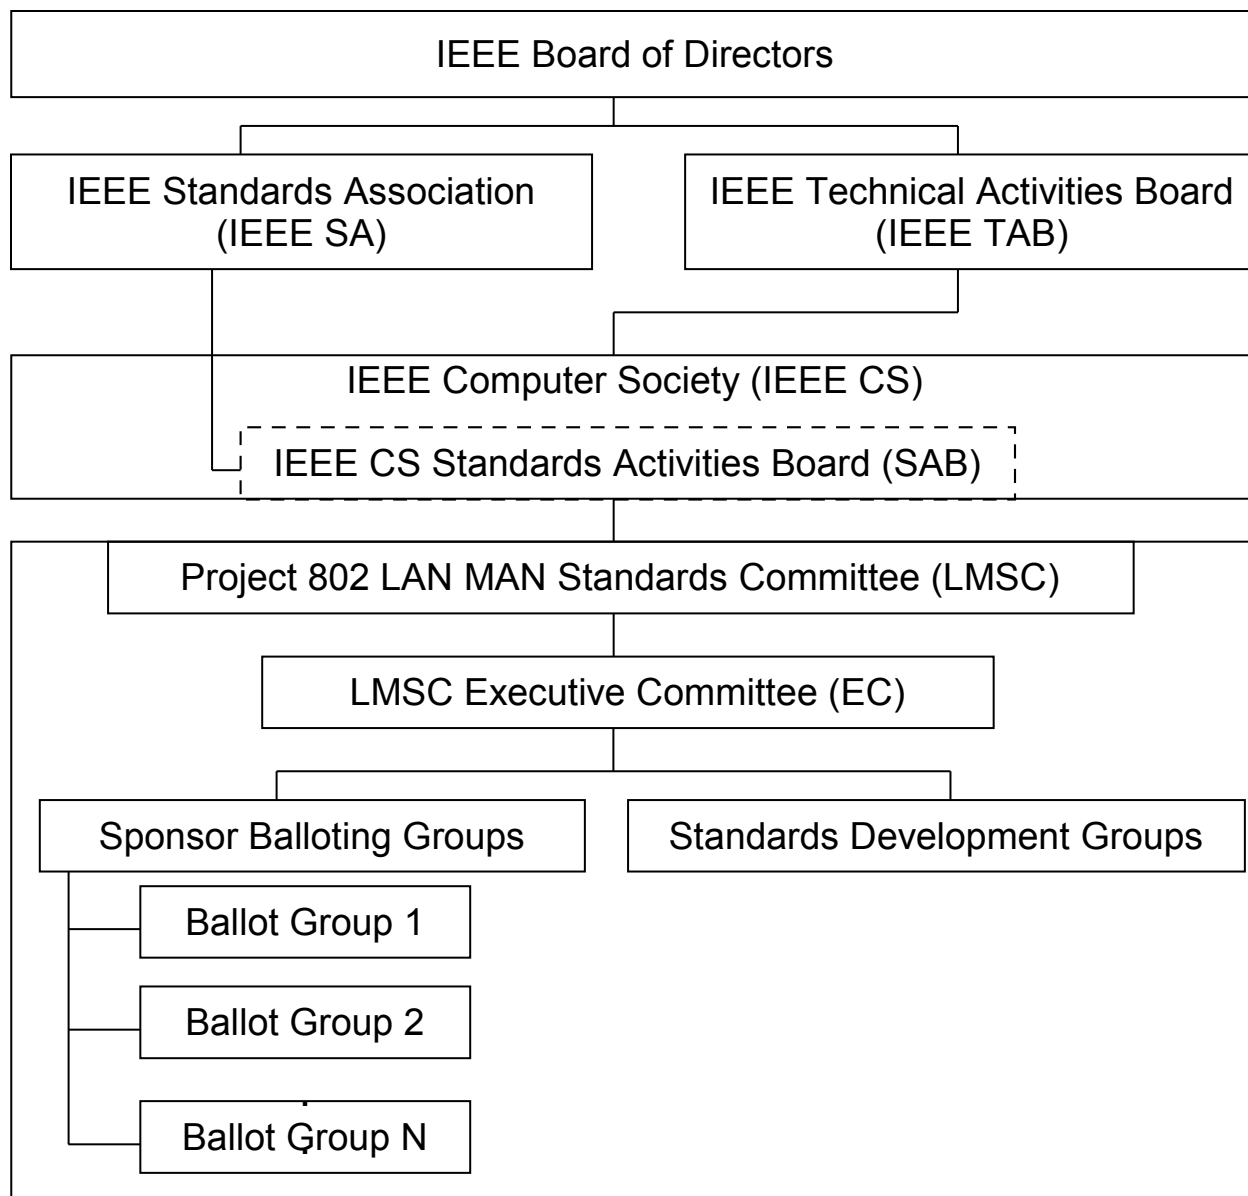 IEEE Board of Directors
IEEE Standards Association
(IEEE SA)
IEEE Technical Activities Board
(IEEE TAB)
IEEE Computer Society (IEEE CS)
IEEE CS Standards Activities Board (SAB)
Project 802 LAN MAN Standards Committee (LMSC)
LMSC Executive Committee (EC)
Sponsor Balloting Groups
Standards Development Groups
Ballot Group 1
Ballot Group 2
Ballot Group N